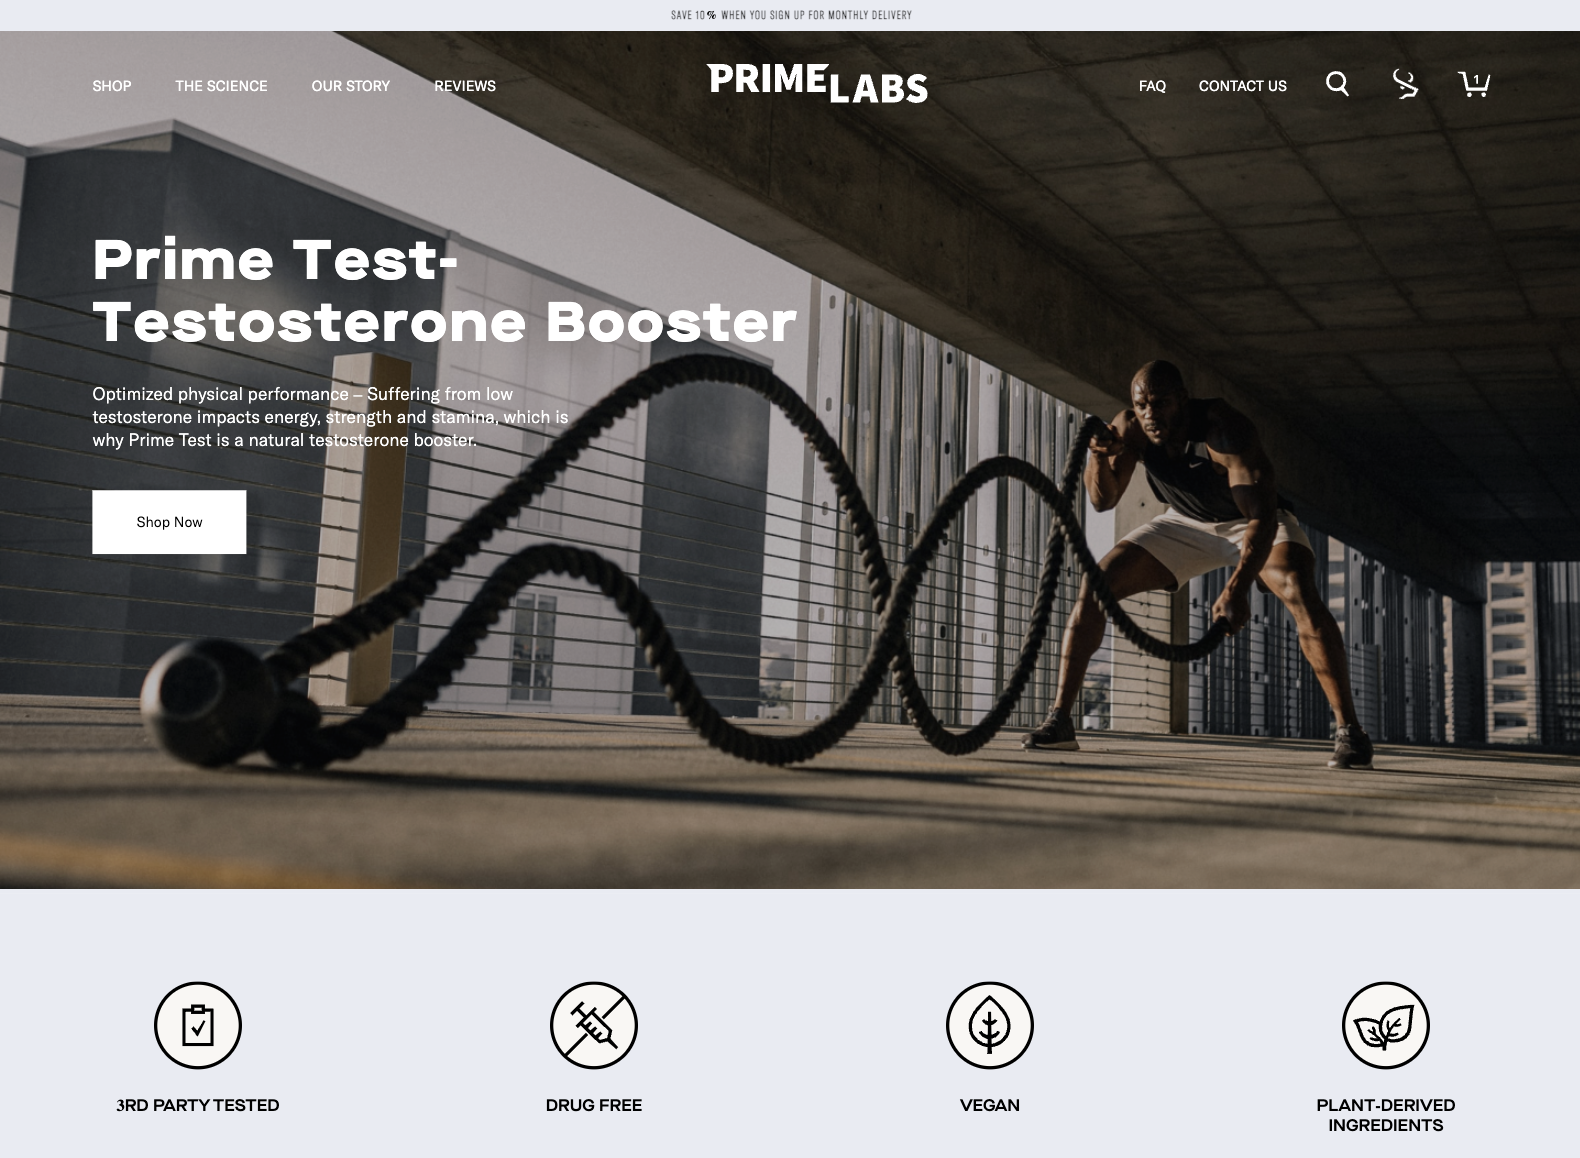 SAVE 10% WHEN YOU SIGN UP FOR MONTHLY DELIVERY
SHOP THE SCIENCE OUR STORY REVIEWS PRIME LABS FAQ CONTACT US 1
Prime Test-
Testosterone Booster
Optimized physical performance – Suffering from low
testosterone impacts energy, strength and stamina, which is
why Prime Test is a natural testosterone booster.
Shop Now
3RD PARTY TESTED
DRUG FREE
VEGAN
PLANT-DERIVED
INGREDIENTS